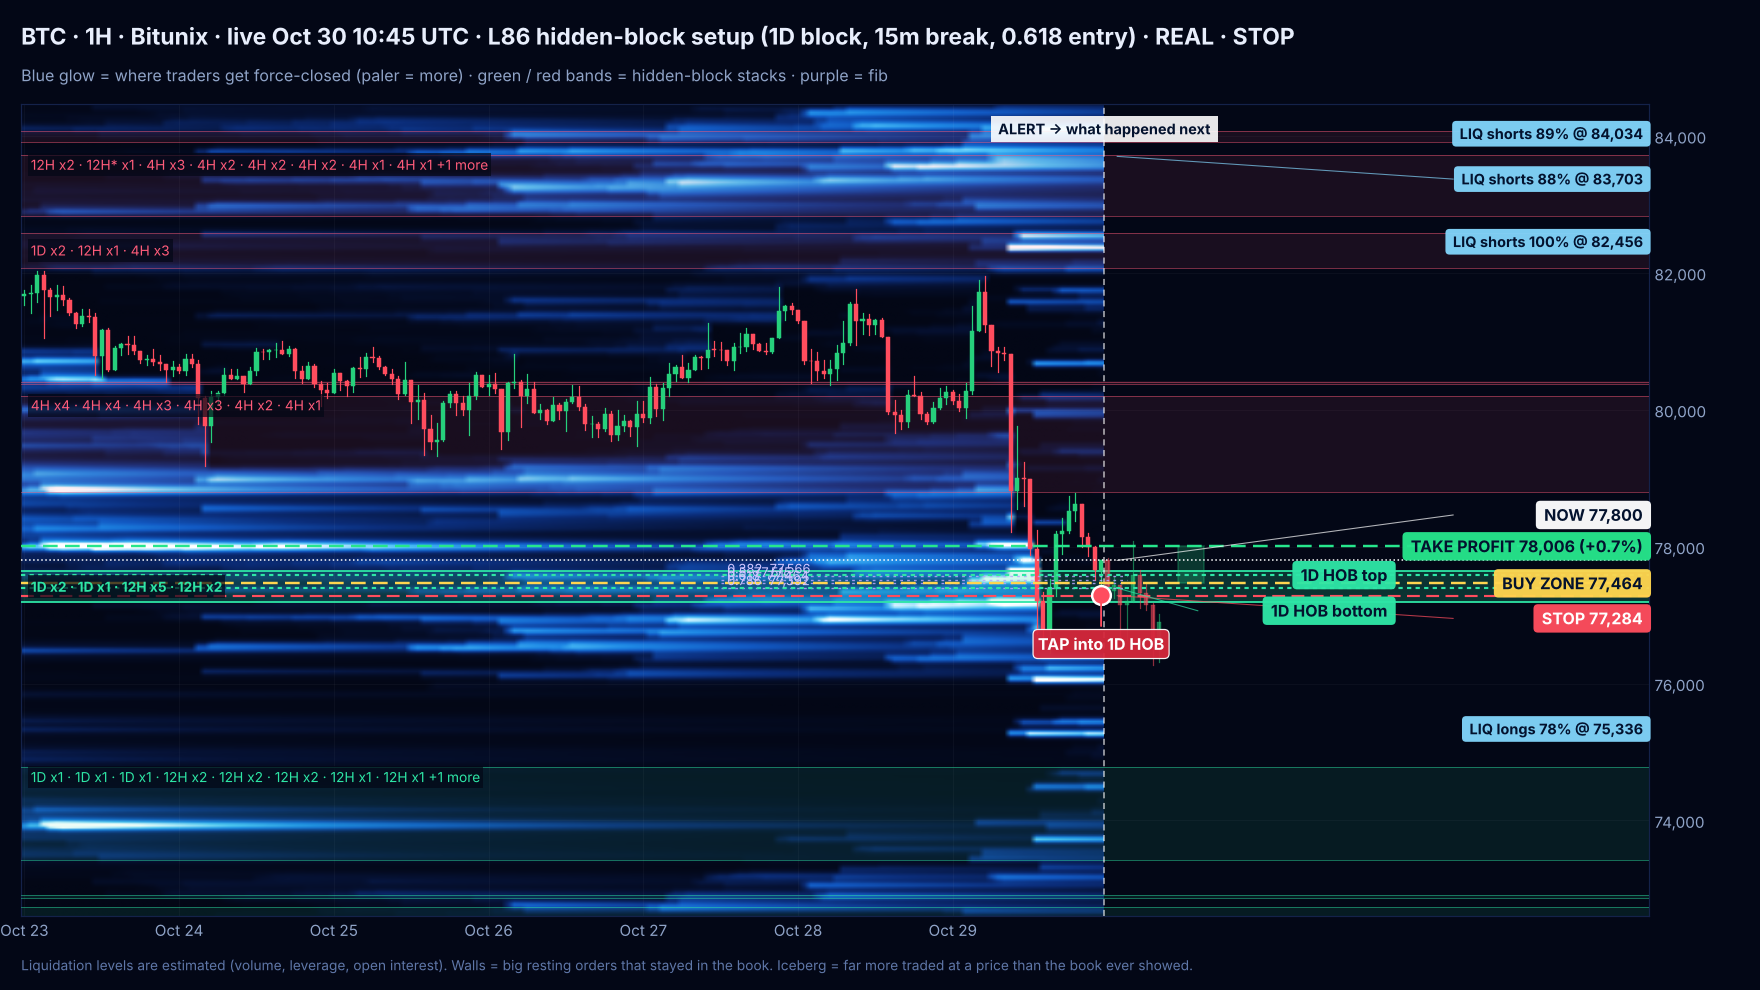 BTC · 1H · Bitunix · live Oct 30 10:45 UTC · L86 hidden-block setup (1D block, 15m break, 0.618 entry) · REAL · STOP
Blue glow = where traders get force-closed (paler = more) · green / red bands = hidden-block stacks · purple = fib
ALERT → what happened next
LIQ shorts 89% @ 84,034
84,000
12H x2 · 12H* x1 · 4H x3 · 4H x2 · 4H x2 · 4H x2 · 4H x1 · 4H x1 +1 more
LIQ shorts 88% @ 83,703
1D x2 · 12H x1 · 4H x3
LIQ shorts 100% @ 82,456
82,000
4H x4 · 4H x4 · 4H x3 · 4H x3 · 4H x2 · 4H x1
80,000
NOW 77,800
TAKE PROFIT 78,006 (+0.7%)
78,000
1D HOB top
1D x2 · 1D x1 · 12H x5 · 12H x2
BUY ZONE 77,464
1D HOB bottom
STOP 77,284
TAP into 1D HOB
76,000
LIQ longs 78% @ 75,336
1D x1 · 1D x1 · 1D x1 · 12H x2 · 12H x2 · 12H x2 · 12H x1 · 12H x1 +1 more
74,000
Oct 23
Oct 24
Oct 25
Oct 26
Oct 27
Oct 28
Oct 29
Liquidation levels are estimated (volume, leverage, open interest). Walls = big resting orders that stayed in the book. Iceberg = far more traded at a price than the book ever showed.